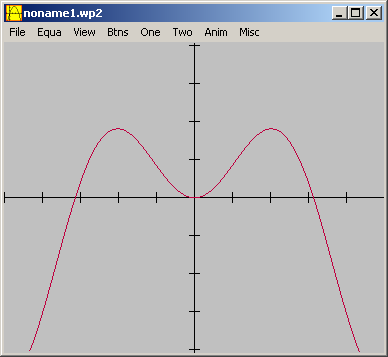 noname1.wp2
File Equa View Btns One Two Anim Misc